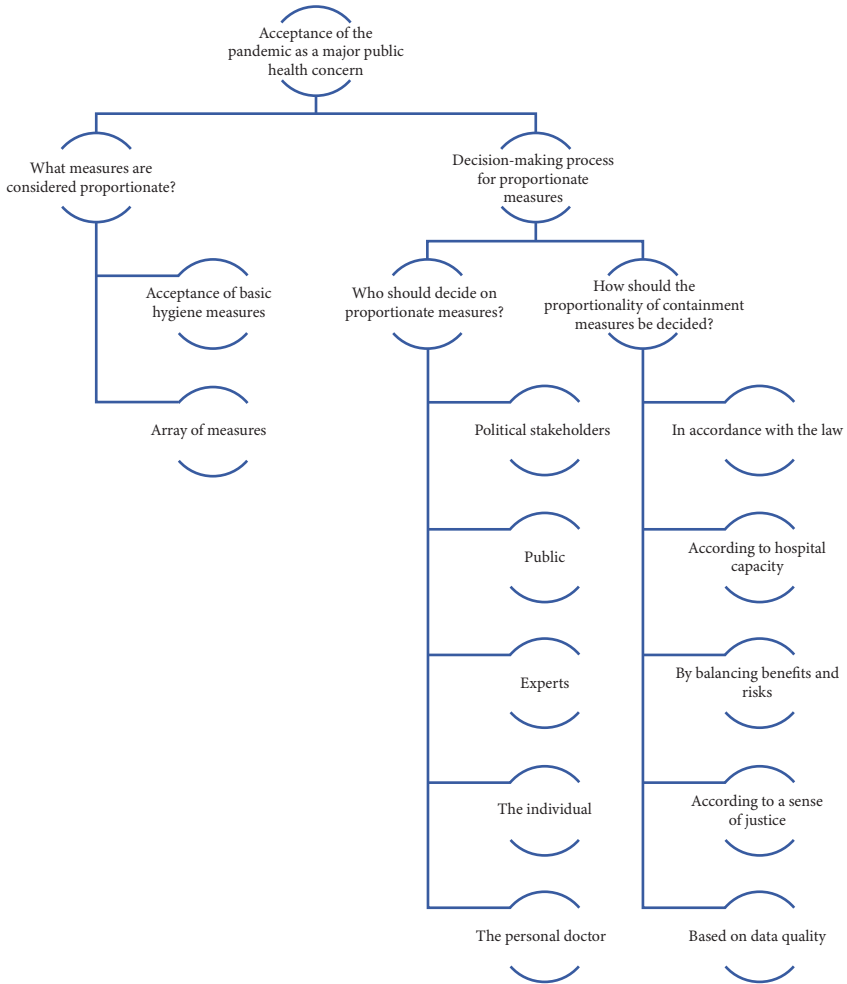 Acceptance of the
pandemic as a major public
health concern
What measures are
considered proportionate?
Decision-making process
for proportionate
measures
Acceptance of basic
hygiene measures
Array of measures
Who should decide on
proportionate measures?
How should the
proportionality of containment
measures be decided?
Political stakeholders
Public
Experts
The individual
The personal doctor
In accordance with the law
According to hospital
capacity
By balancing benefits and
risks
According to a sense
of justice
Based on data quality